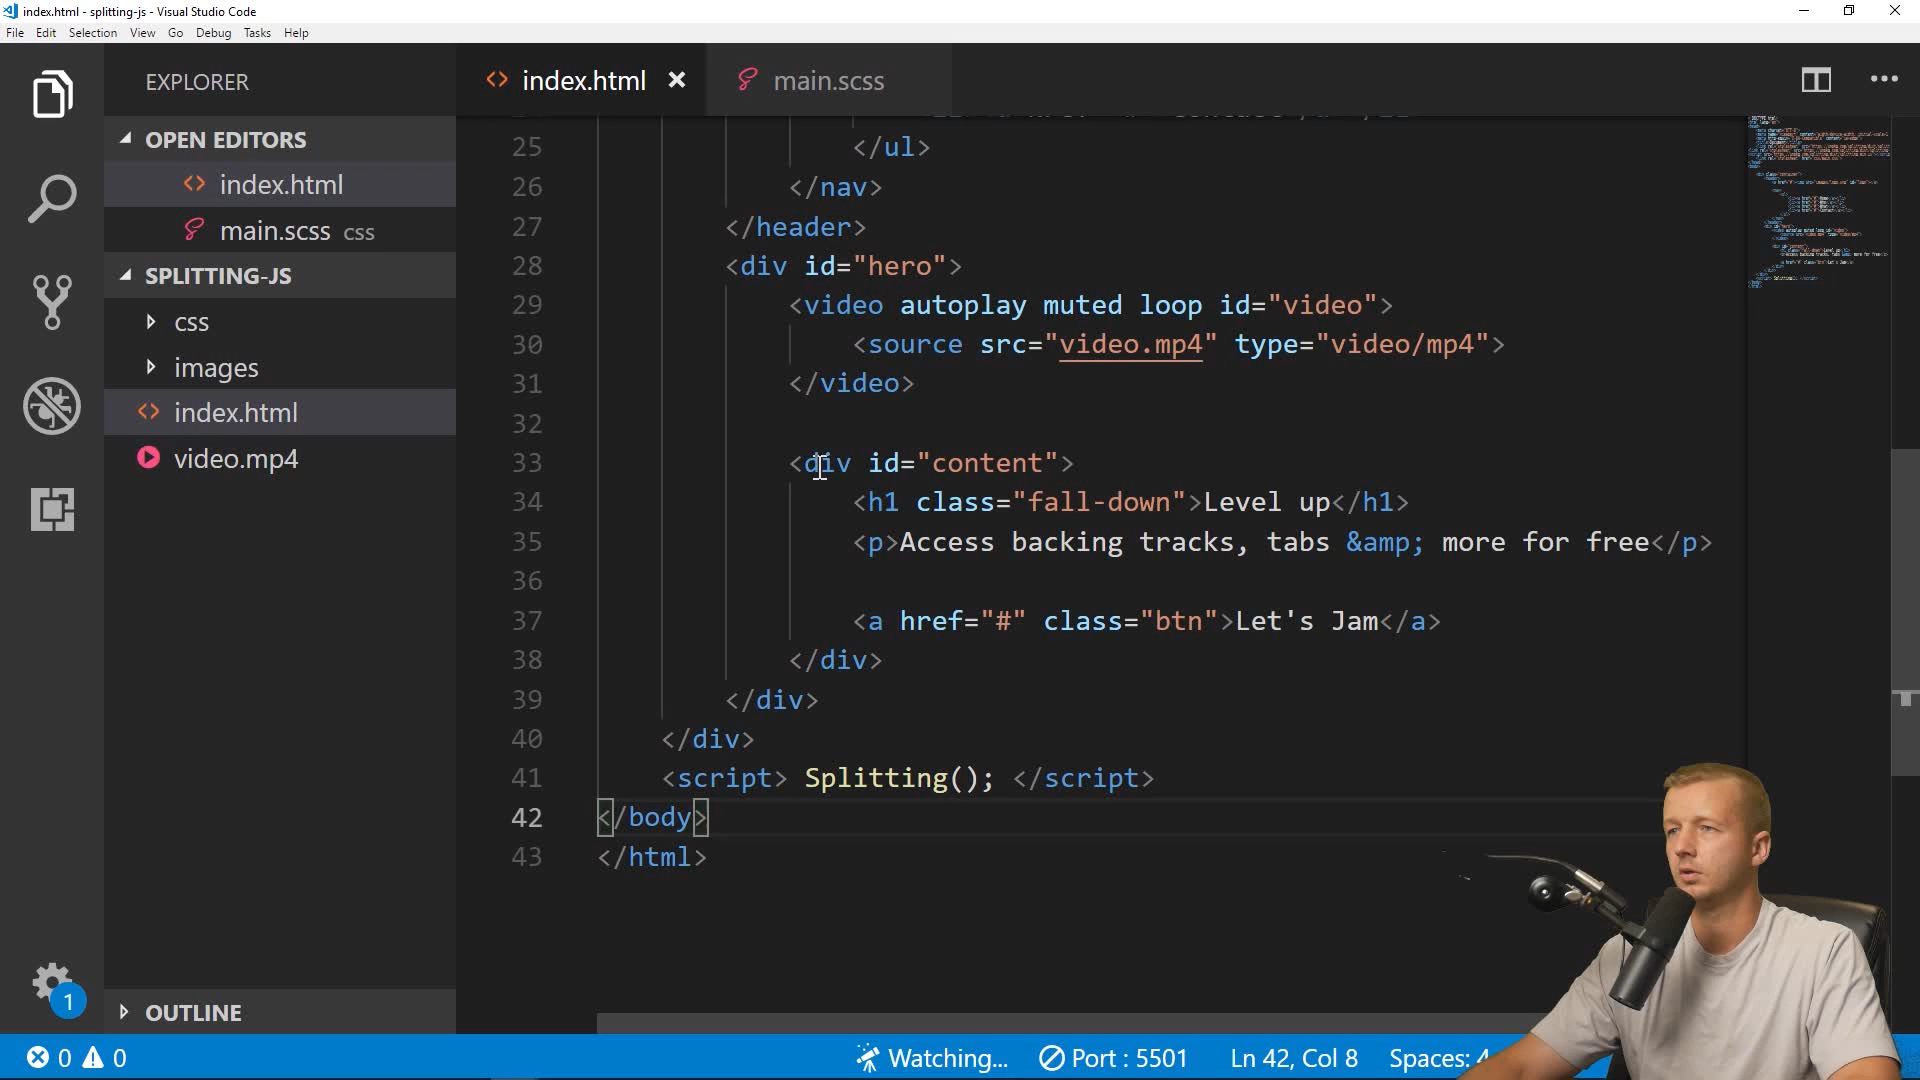 index.html - splitting-js - Visual Studio Code
File Edit Selection View Go Debug Tasks Help
EXPLORER
OPEN EDITORS
index.html
main.scss css
SPLITTING-JS
css
images
index.html
video.mp4
OUTLINE
1
index.html
main.scss
25 </ul>
26 </nav>
27 </header>
28 <div id="hero">
29 <video autoplay muted loop id="video">
30 <source src="video.mp4" type="video/mp4">
31 </video>
32
33 <div id="content">
34 <h1 class="fall-down">Level up</h1>
35 <p>Access backing tracks, tabs &amp; more for free</p>
36
37 <a href="#" class="btn">Let's Jam</a>
38 </div>
39 </div>
40 </div>
41 <script> Splitting(); </script>
42 </body>
43 </html>
0 0 Watching... Port : 5501 Ln 42, Col 8 Spaces: 4